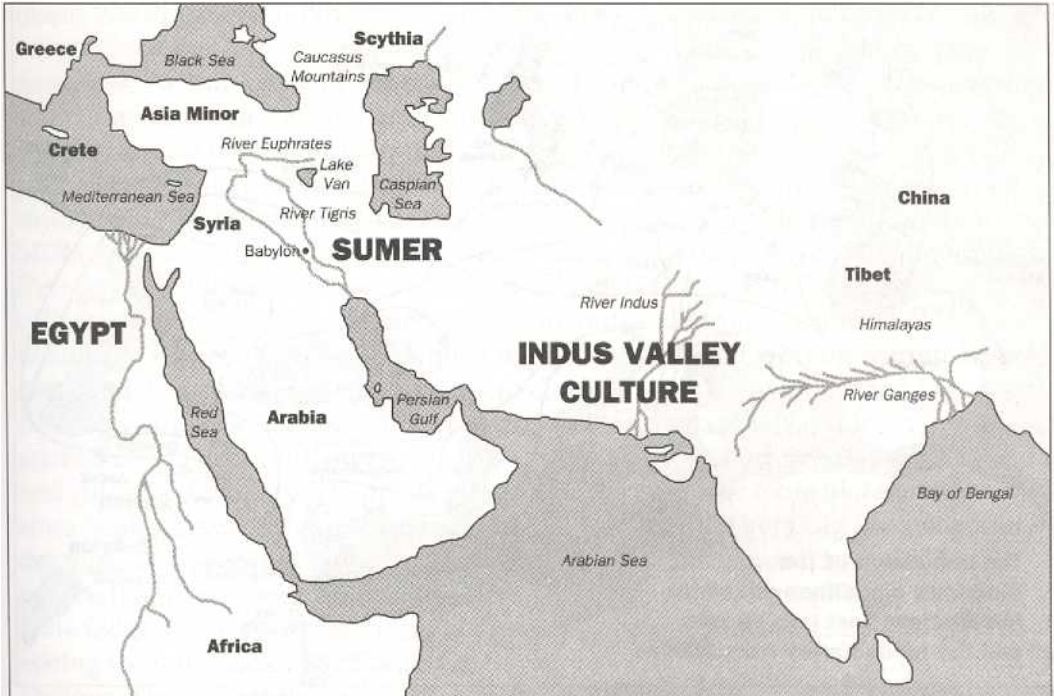 Greece
Black Sea
Scythia
Caucasus
Mountains
Asia Minor
River Euphrates
Crete
Lake
Van
Mediterranean Sea
Caspian
Sea
China
River Tigris
Syria
Babylon
SUMER
Tibet
River Indus
Himalayas
EGYPT
INDUS VALLEY
CULTURE
River Ganges
Persian
Gulf
Red
Sea
Arabia
Bay of Bengal
Arabian Sea
Africa